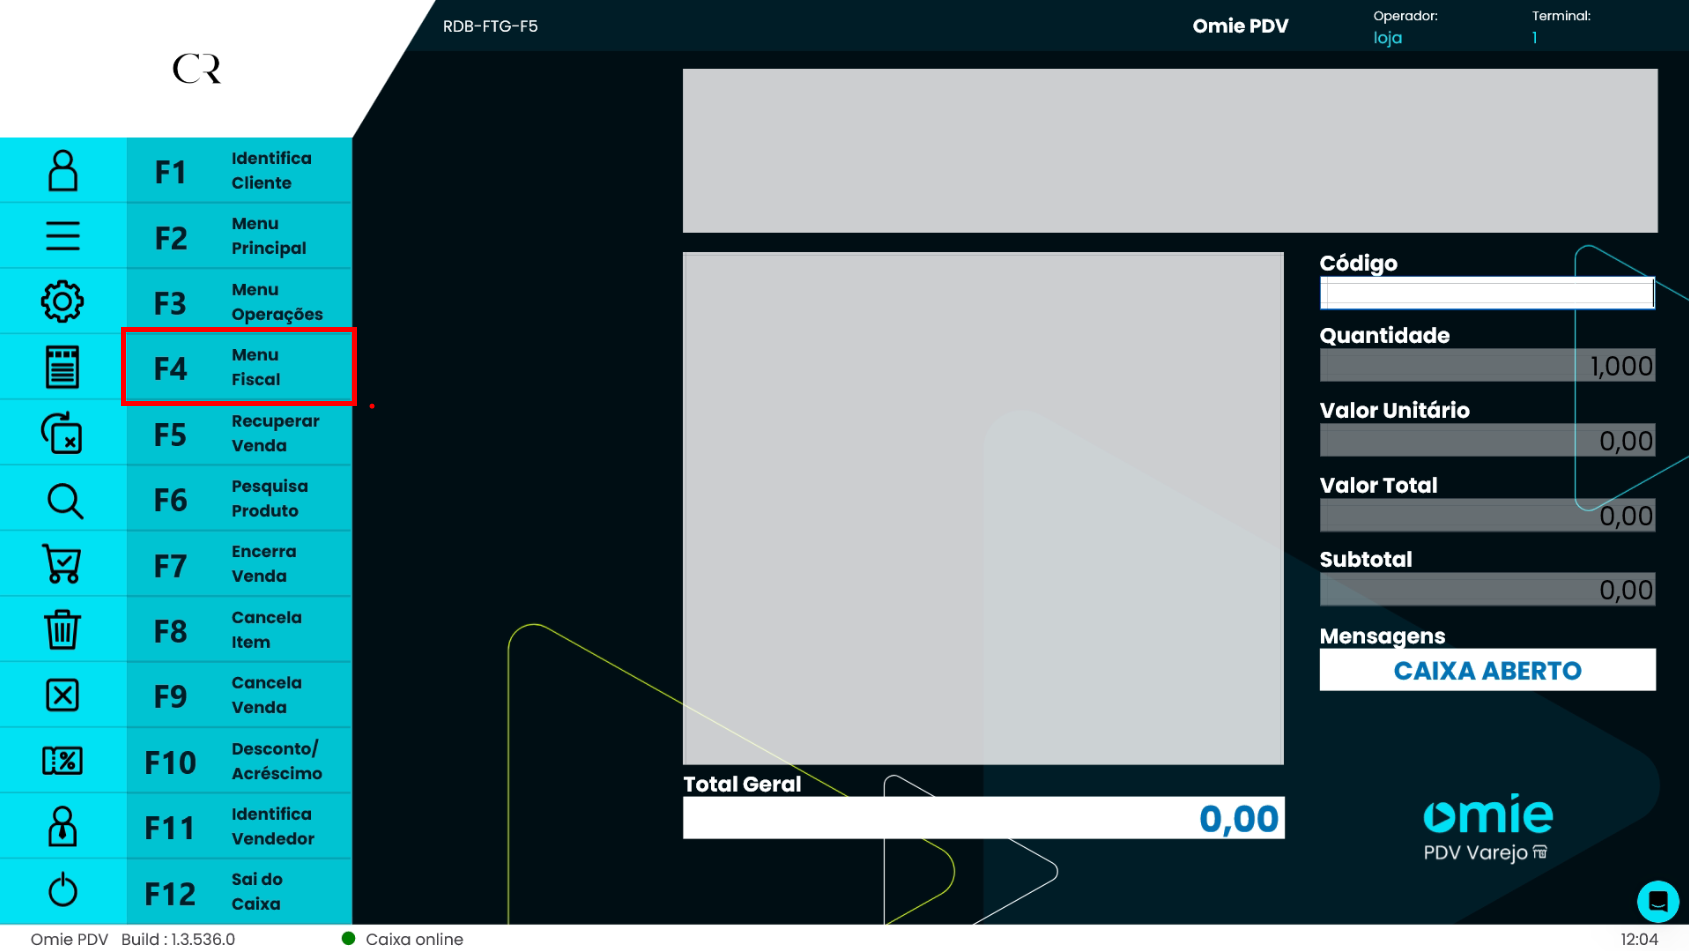 CR
RDB-FTG-F5
Omie PDV
Operador:
loja
Terminal:
1
F1
Identifica
Cliente
F2
Menu
Principal
F3
Menu
Operações
F4
Menu
Fiscal
F5
Recuperar
Venda
F6
Pesquisa
Produto
F7
Encerra
Venda
F8
Cancela
Item
F9
Cancela
Venda
F10
Desconto/
Acréscimo
F11
Identifica
Vendedor
F12
Sai do
Caixa
Código
Quantidade
1,000
Valor Unitário
0,00
Valor Total
0,00
Subtotal
0,00
Mensagens
CAIXA ABERTO
Total Geral
0,00
omie
PDV Varejo
Omie PDV Build : 1.3.536.0
Caixa online
12:04